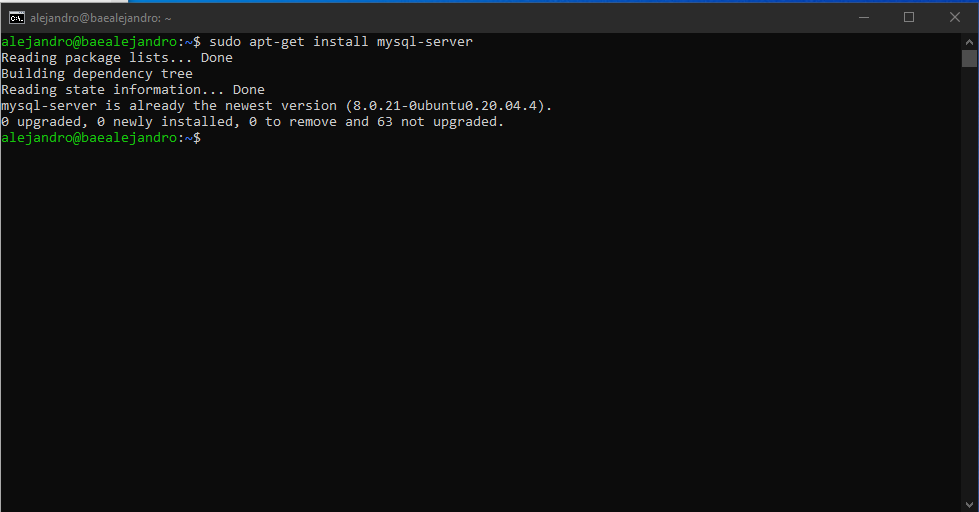 alejandro@baealejandro: ~
alejandro@baealejandro:~$ sudo apt-get install mysql-server
Reading package lists... Done
Building dependency tree
Reading state information... Done
mysql-server is already the newest version (8.0.21-0ubuntu0.20.04.4).
0 upgraded, 0 newly installed, 0 to remove and 63 not upgraded.
alejandro@baealejandro:~$